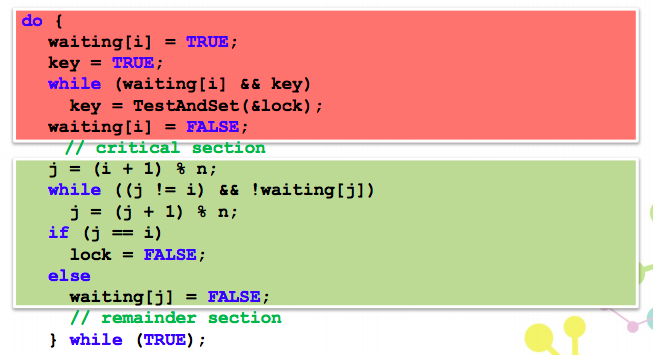 do {
waiting[i] = TRUE;
key = TRUE;
while (waiting[i] && key)
key = TestAndSet(&lock);
waiting[i] = FALSE;
// critical section
j = (i + 1) % n;
while ((j != i) && !waiting[j])
j = (j + 1) % n;
if (j == i)
lock = FALSE;
else
waiting[j] = FALSE;
// remainder section
} while (TRUE);